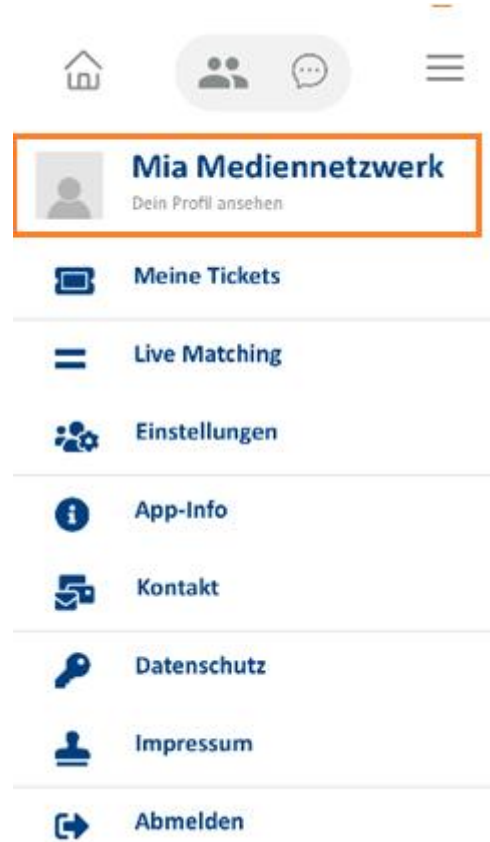 Mia Mediennetzwerk
Dein Profil ansehen
Meine Tickets
Live Matching
Einstellungen
App-Info
Kontakt
Datenschutz
Impressum
Abmelden